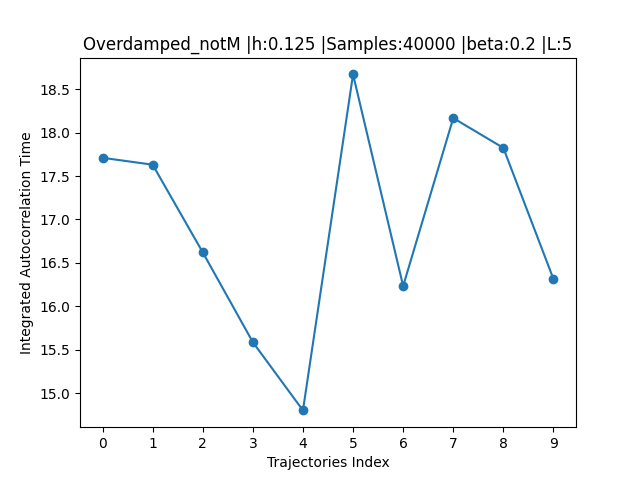 Overdamped_notM |h:0.125 |Samples:40000 |beta:0.2 |L:5
Integrated Autocorrelation Time
18.5
18.0
17.5
17.0
16.5
16.0
15.5
15.0
0 1 2 3 4 5 6 7 8 9
Trajectories Index